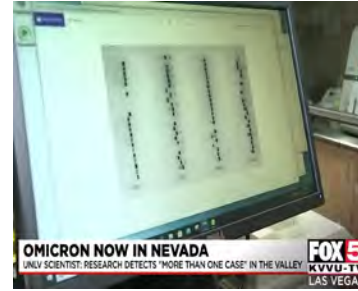 OMICRON NOW IN NEVADA
UNLV SCIENTIST: RESEARCH DETECTS "MORE THAN ONE CASE" IN THE VALLEY
FOX 5
KVVU-TV
LAS VEGA